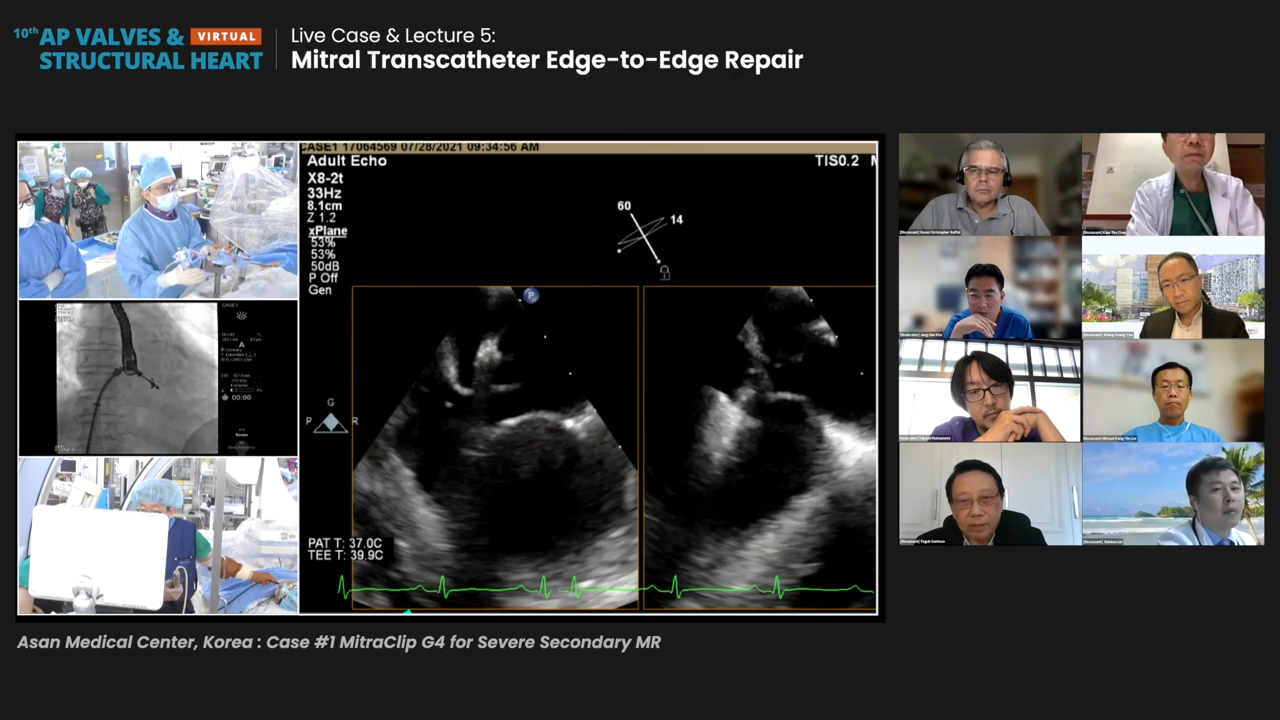 10th AP VALVES & VIRTUAL
STRUCTURAL HEART
Live Case & Lecture 5:
Mitral Transcatheter Edge-to-Edge Repair
CASE1 17064569 07/28/2021 09:34:56 AM
Adult Echo
TIS0.2 M
X8-2t
33Hz
8.1cm
Z 1.2
xPlane
53%
53%
50dB
P Off
Gen
60
14
P
G
P R
PAT T: 37.0C
TEE T: 39.9C
A
00:00
Asan Medical Center, Korea : Case #1 MitraClip G4 for Severe Secondary MR